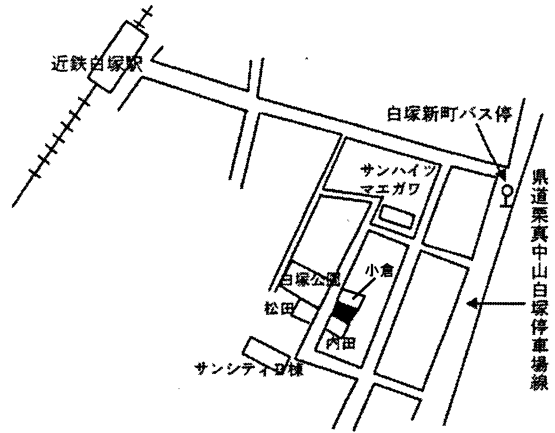 近鉄白塚駅
白塚新町バス停
サンハイツ
マエガワ
県道栗真中山白塚停車場線
小倉
白塚公園
松田
内田
サンシティD棟